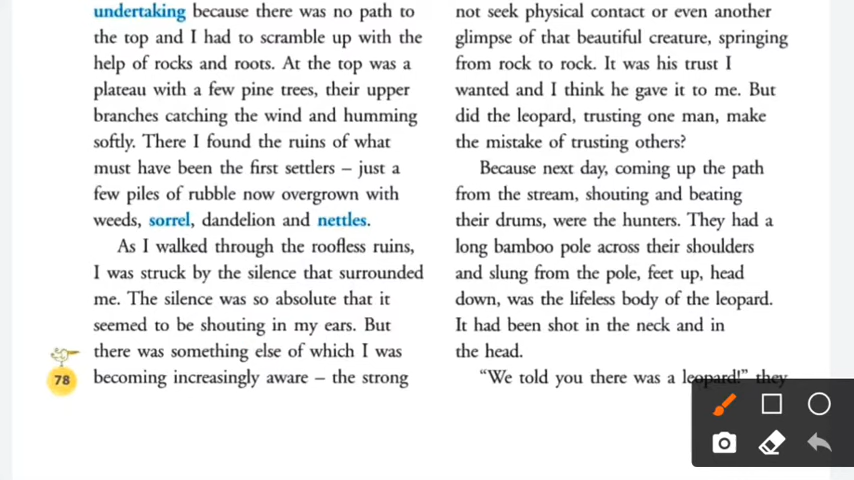 undertaking because there was no path to
the top and I had to scramble up with the
help of rocks and roots. At the top was a
plateau with a few pine trees, their upper
branches catching the wind and humming
softly. There I found the ruins of what
must have been the first settlers – just a
few piles of rubble now overgrown with
weeds, sorrel, dandelion and nettles.
As I walked through the roofless ruins,
I was struck by the silence that surrounded
me. The silence was so absolute that it
seemed to be shouting in my ears. But
there was something else of which I was
becoming increasingly aware – the strong
78
not seek physical contact or even another
glimpse of that beautiful creature, springing
from rock to rock. It was his trust I
wanted and I think he gave it to me. But
did the leopard, trusting one man, make
the mistake of trusting others?
Because next day, coming up the path
from the stream, shouting and beating
their drums, were the hunters. They had a
long bamboo pole across their shoulders
and slung from the pole, feet up, head
down, was the lifeless body of the leopard.
It had been shot in the neck and in
the head.
“We told you there was a leopard!” they